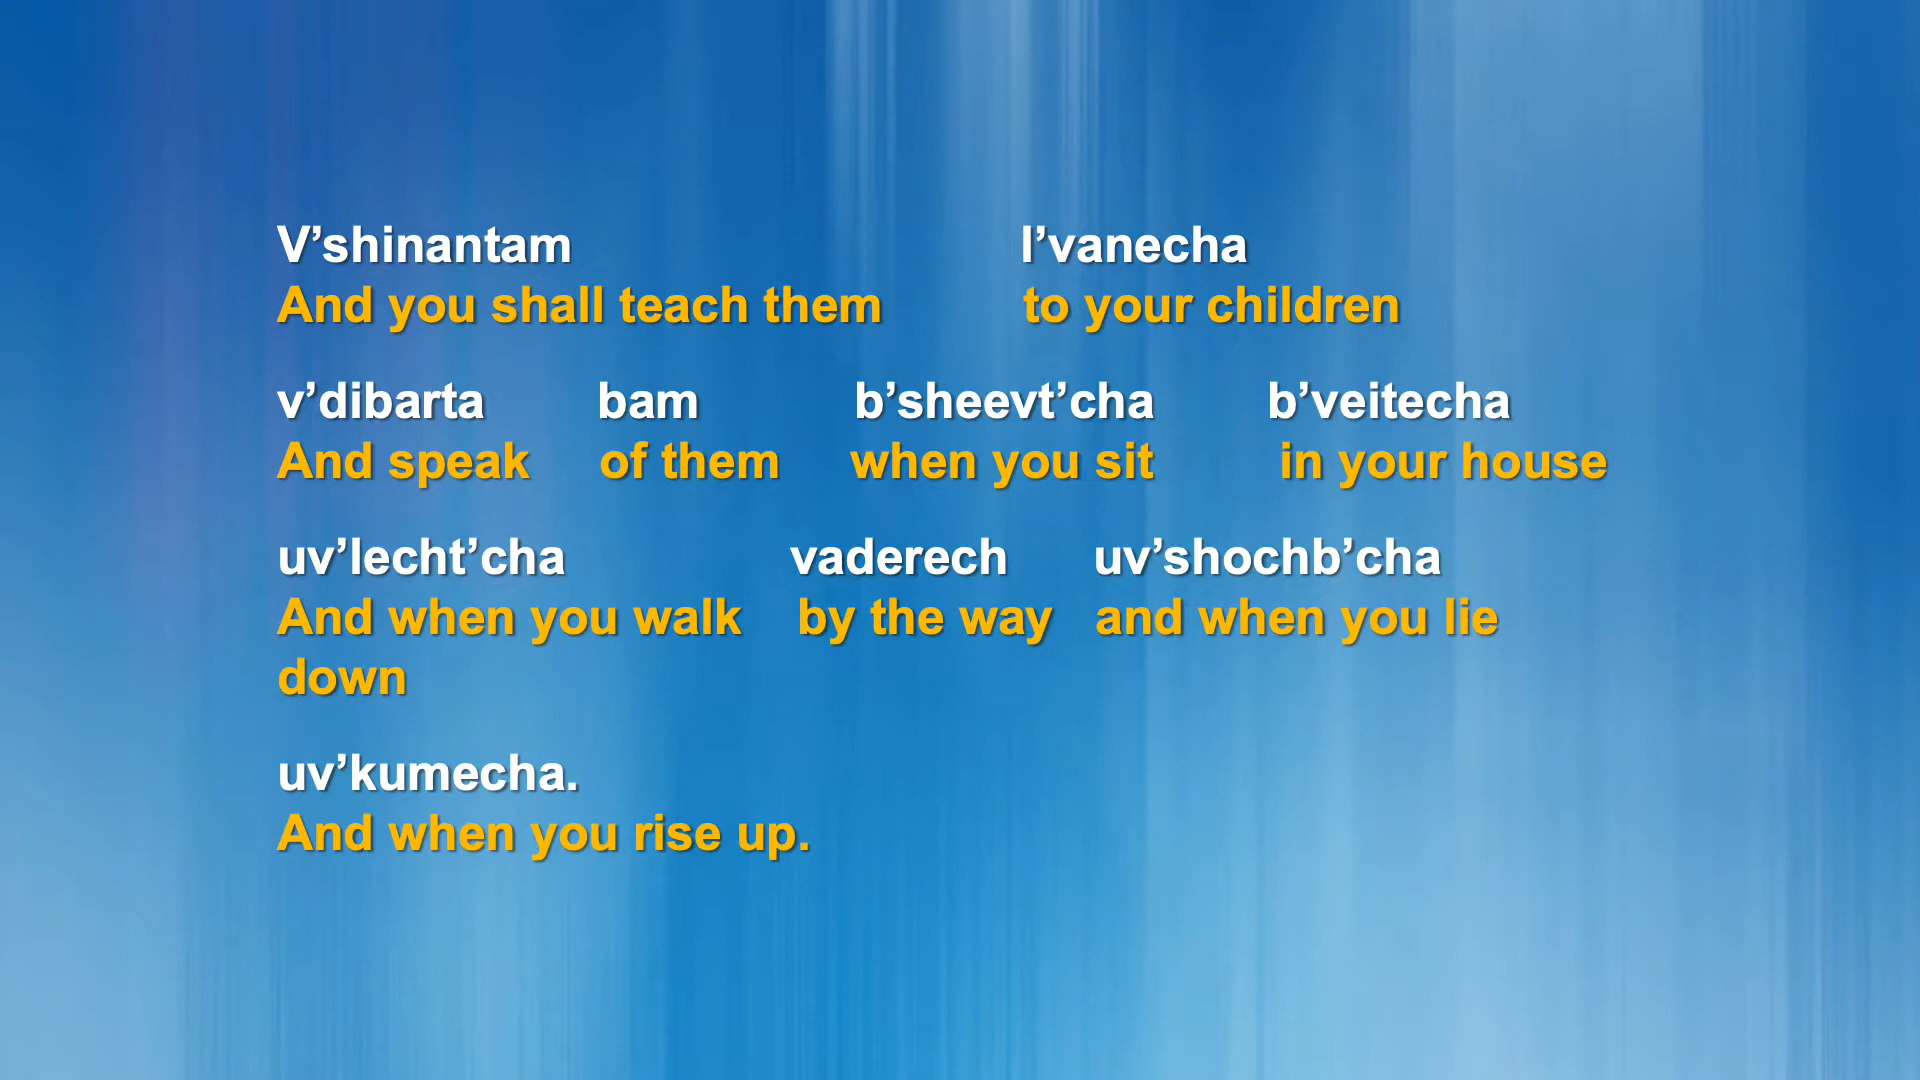 V’shinantam l’vanecha
And you shall teach them to your children
v’dibarta bam b’sheevt’cha b’veitecha
And speak of them when you sit in your house
uv’lecht’cha vaderech uv’shochb’cha
And when you walk by the way and when you lie
down
uv’kumecha.
And when you rise up.